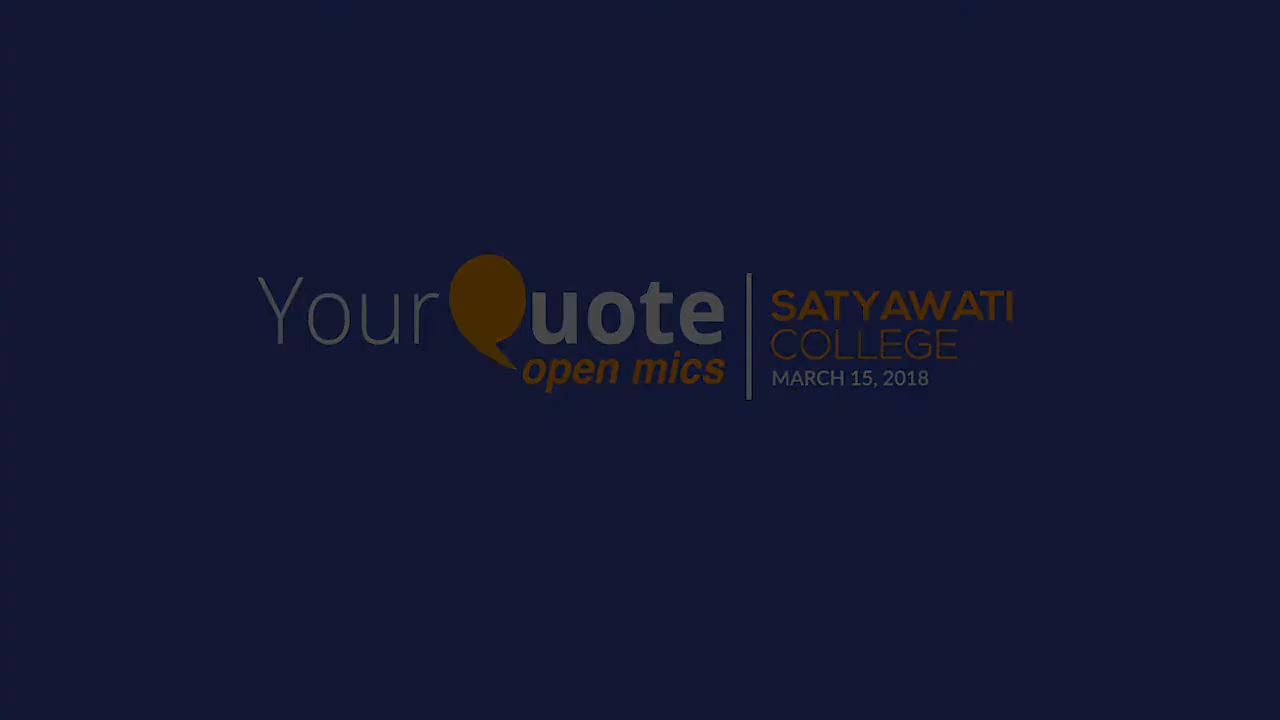 YourQuote
open mics
SATYAWATI
COLLEGE
MARCH 15, 2018